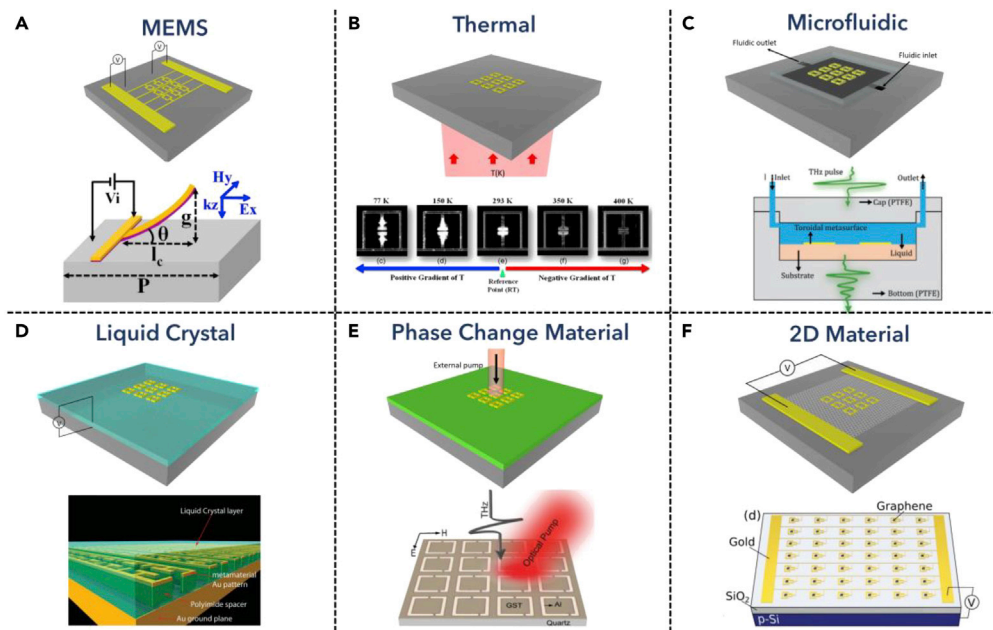 A
MEMS
V
V
Vi
Hy
kz
Ex
g
θ
lc
P
B
Thermal
T(K)
77 K
150 K
293 K
350 K
400 K
(c)
(d)
(e)
(f)
(g)
Positive Gradient of T
Reference
Point (RT)
Negative Gradient of T
C
Microfluidic
Fluidic outlet
Fluidic inlet
THz pulse
Inlet
Outlet
Cap (PTFE)
Toroidal metasurface
Liquid
Substrate
Bottom (PTFE)
D
Liquid Crystal
V
Liquid Crystal layer
metamaterial
Au pattern
Polyimide spacer
Au ground plane
E
Phase Change Material
External pump
THz
Optical Pump
H
E
GST
Al
Quartz
F
2D Material
V
(d)
Graphene
Gold
SiO2
p-Si
V